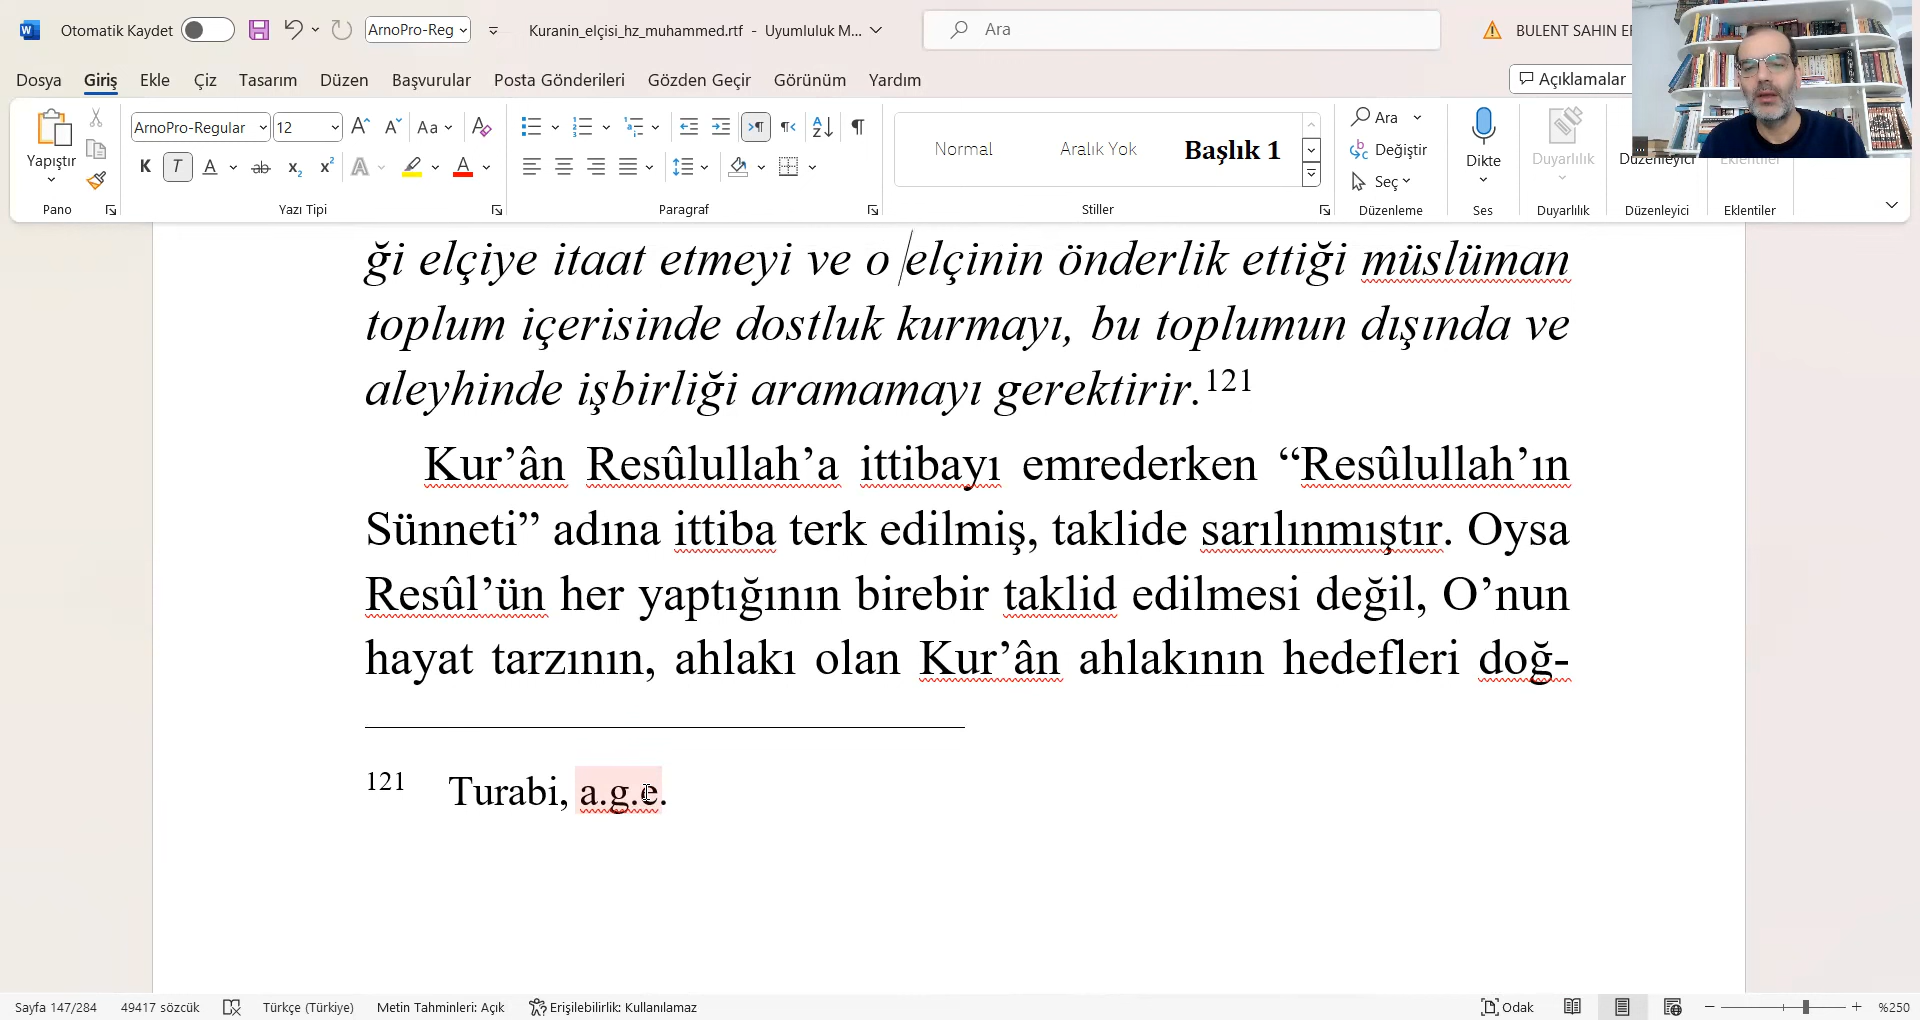 Otomatik Kaydet
ArnoPro-Reg
Kuranin_elçisi_hz_muhammed.rtf - Uyumluluk M...
Ara
BULENT SAHIN
Dosya Giriş Ekle Çiz Tasarım Düzen Başvurular Posta Gönderileri Gözden Geçir Görünüm Yardım
Açıklamalar
Yapıştır
ArnoPro-Regular 12
K T A ab x₂ x²
Normal
Aralık Yok
Başlık 1
Ara
Değiştir
Seç
Dikte
Duyarlılık
Düzenleyici
Eklentiler
Pano
Yazı Tipi
Paragraf
Stiller
Düzenleme
Ses
Duyarlılık
Düzenleyici
Eklentiler
ği elçiye itaat etmeyi ve o elçinin önderlik ettiği müslüman
toplum içerisinde dostluk kurmayı, bu toplumun dışında ve
aleyhinde işbirliği aramamayı gerektirir.121
Kur’ân Resûlullah’a ittibayı emrederken “Resûlullah’ın
Sünneti” adına ittiba terk edilmiş, taklide sarılınmıştır. Oysa
Resûl’ün her yaptığının birebir taklid edilmesi değil, O’nun
hayat tarzının, ahlakı olan Kur’ân ahlakının hedefleri doğ-
121 Turabi, a.g.e.
Sayfa 147/284
49417 sözcük
Türkçe (Türkiye)
Metin Tahminleri: Açık
Erişilebilirlik: Kullanılamaz
Odak
%250